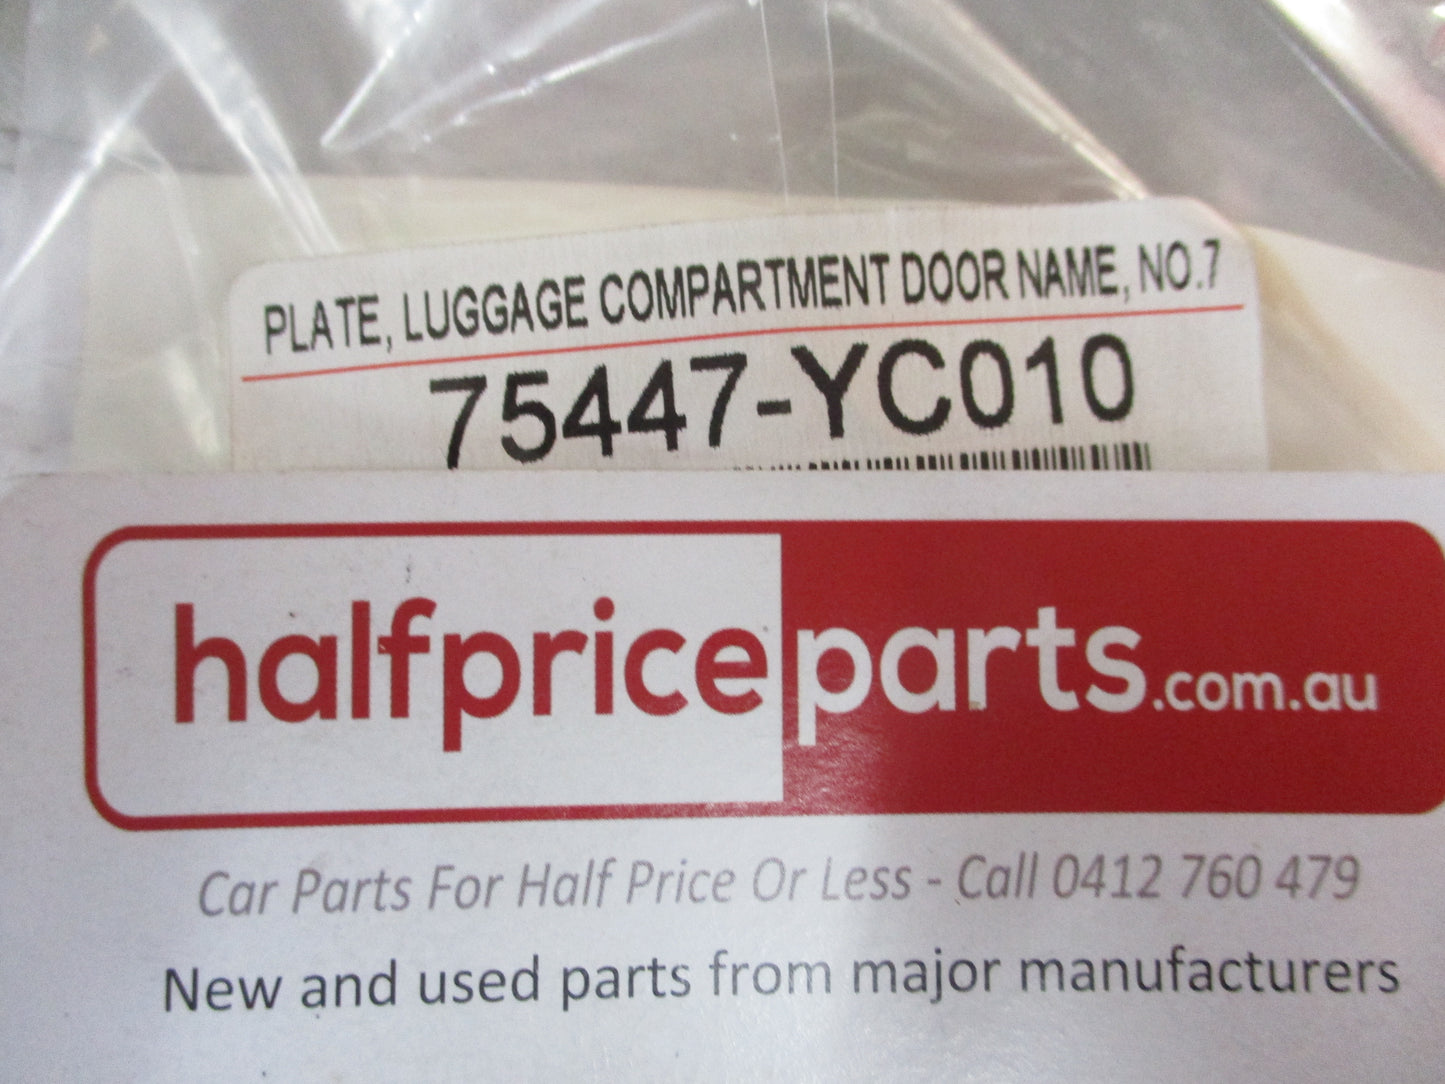 PLATE, LUGGAGE COMPARTMENT DOOR NAME, NO.7
75447-YC010
halfpriceparts.com.au
Car Parts For Half Price Or Less - Call 0412 760 479
New and used parts from major manufacturers